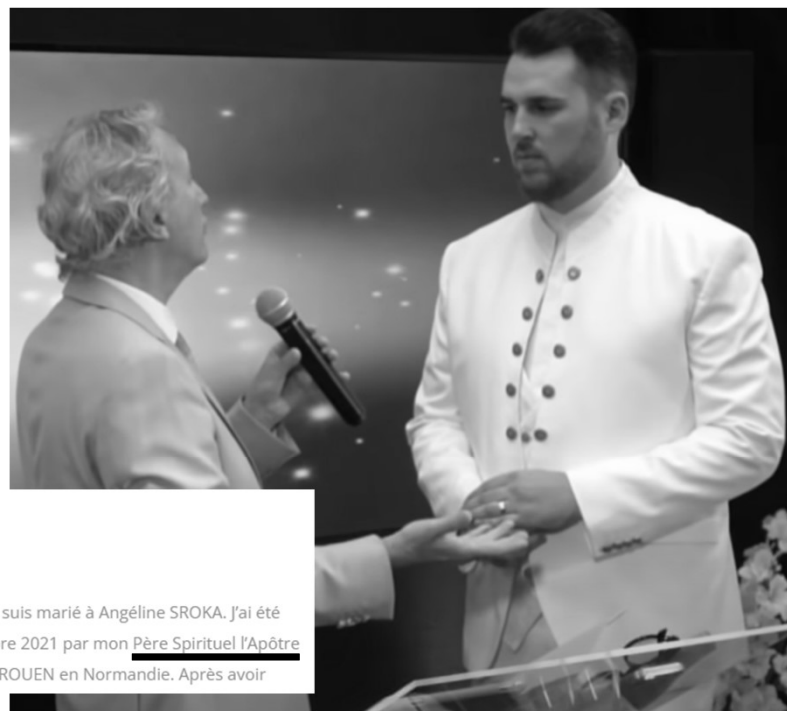 suis marié à Angéline SROKA. J'ai été
re 2021 par mon Père Spirituel l'Apôtre
ROUEN en Normandie. Après avoir